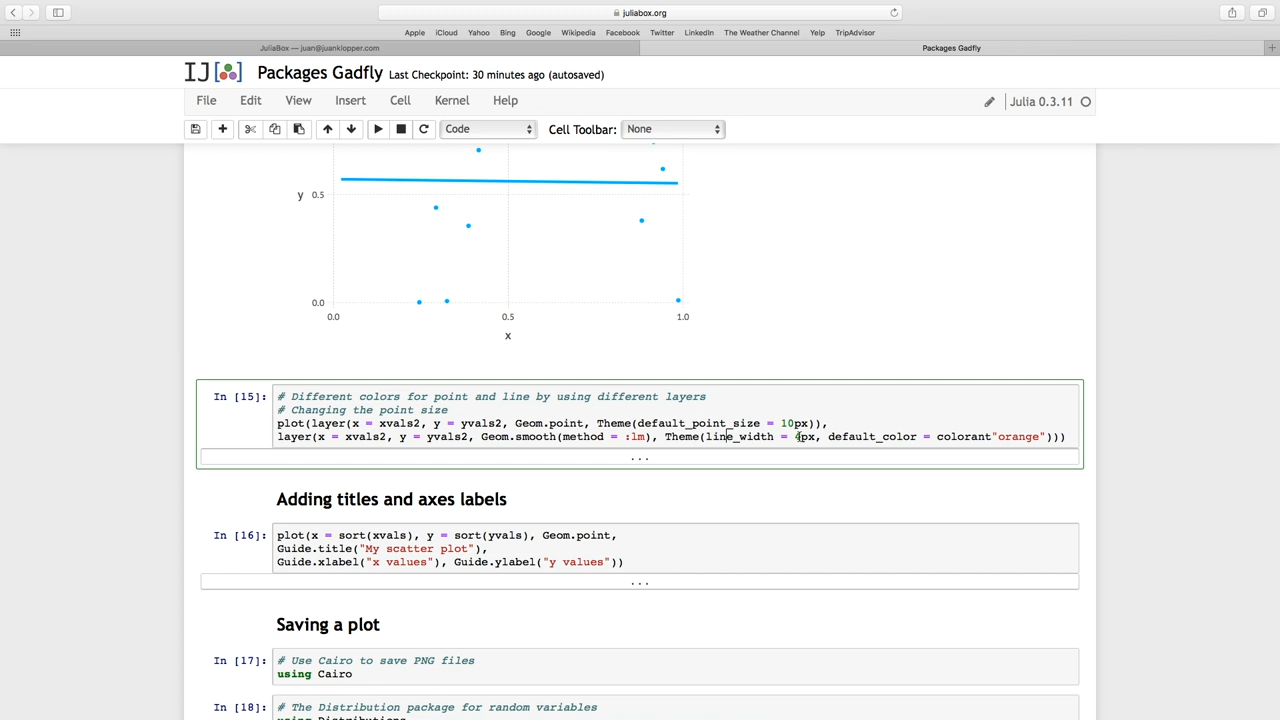 juliabox.org
Apple iCloud Yahoo Bing Google Wikipedia Facebook Twitter LinkedIn The Weather Channel Yelp TripAdvisor
JuliaBox — juan@juanklopper.com
Packages Gadfly
IJ[ ] Packages Gadfly Last Checkpoint: 30 minutes ago (autosaved)
File Edit View Insert Cell Kernel Help
Julia 0.3.11
Code
Cell Toolbar: None
y 0.5
0.0
0.0 0.5 1.0
x
In [15]: # Different colors for point and line by using different layers
# Changing the point size
plot(layer(x = xvals2, y = yvals2, Geom.point, Theme(default_point_size = 10px)),
layer(x = xvals2, y = yvals2, Geom.smooth(method = :lm), Theme(line_width = 4px, default_color = colorant"orange")))
...
Adding titles and axes labels
In [16]: plot(x = sort(xvals), y = sort(yvals), Geom.point,
Guide.title("My scatter plot"),
Guide.xlabel("x values"), Guide.ylabel("y values"))
...
Saving a plot
In [17]: # Use Cairo to save PNG files
using Cairo
In [18]: # The Distribution package for random variables
using Distributions